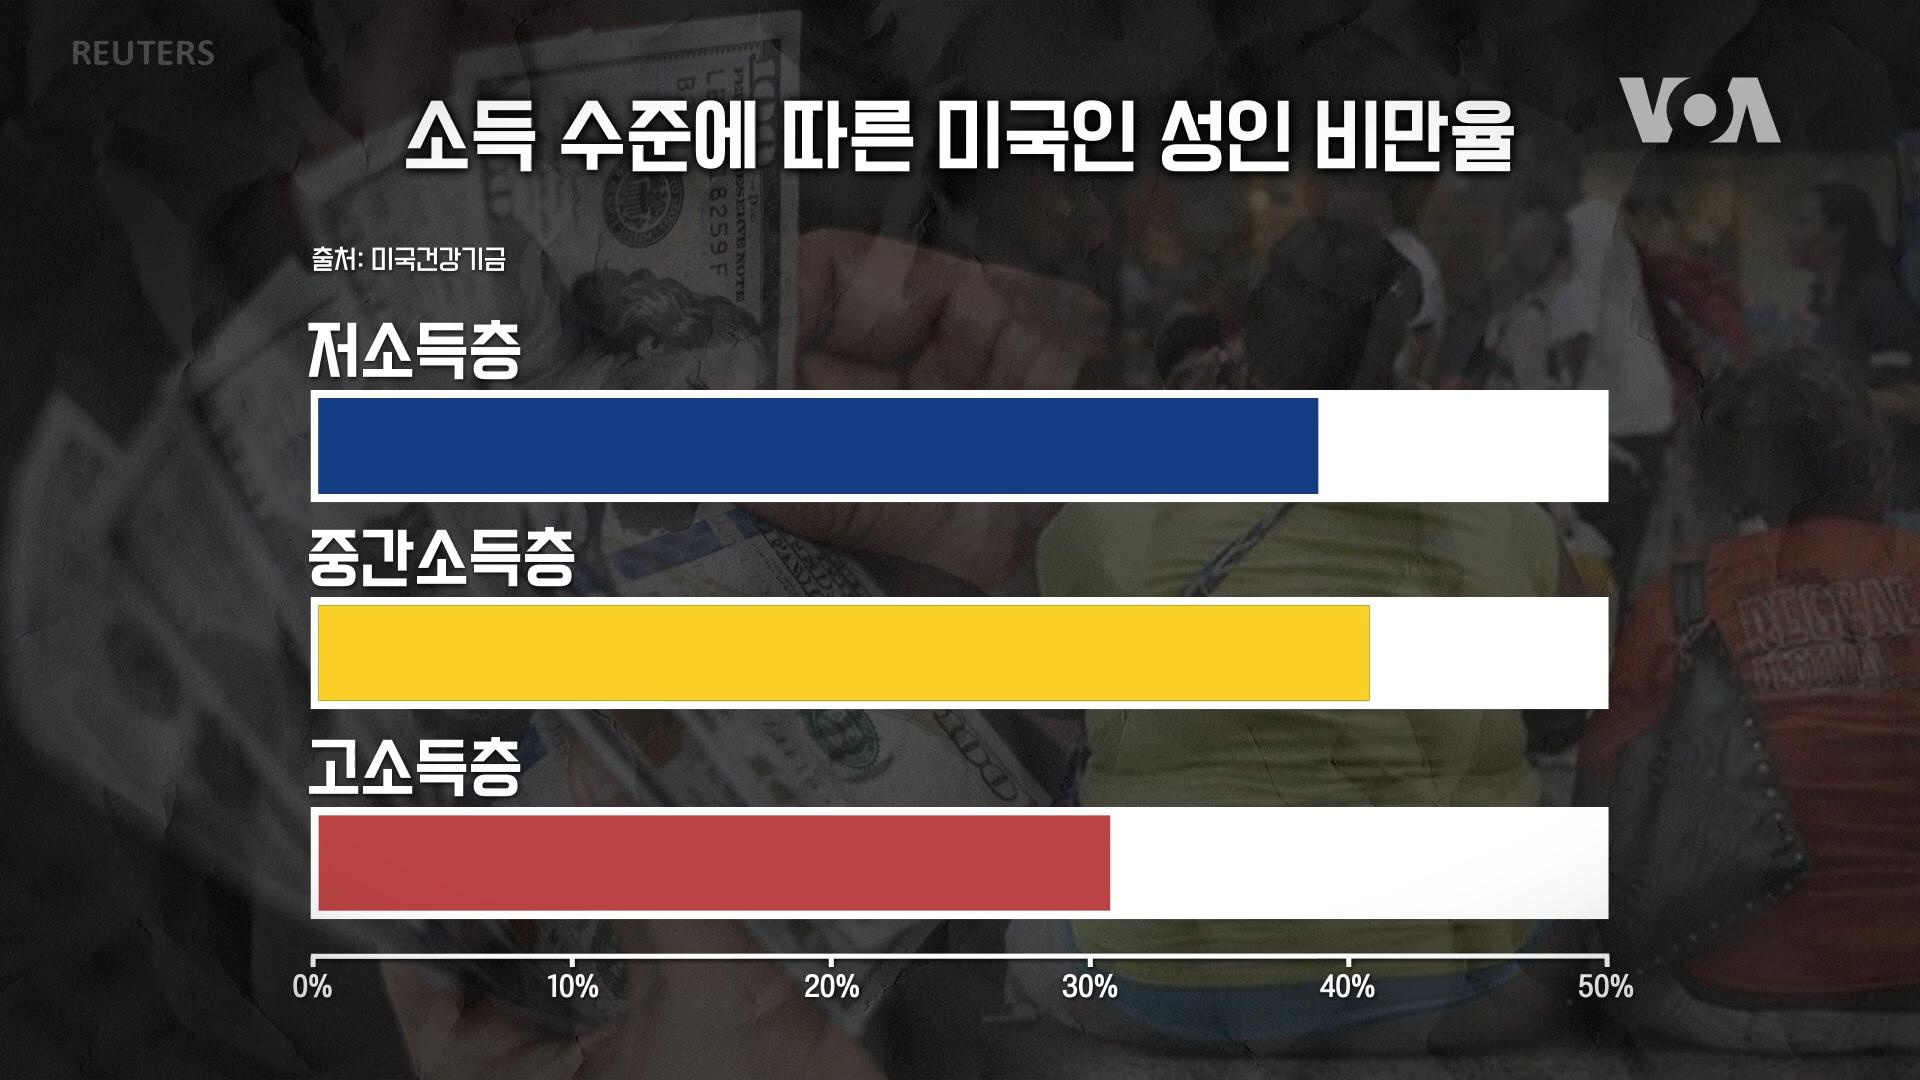 REUTERS
VOA
소득 수준에 따른 미국인 성인 비만율
출처: 미국건강기금
저소득층
중간소득층
고소득층
0% 10% 20% 30% 40% 50%